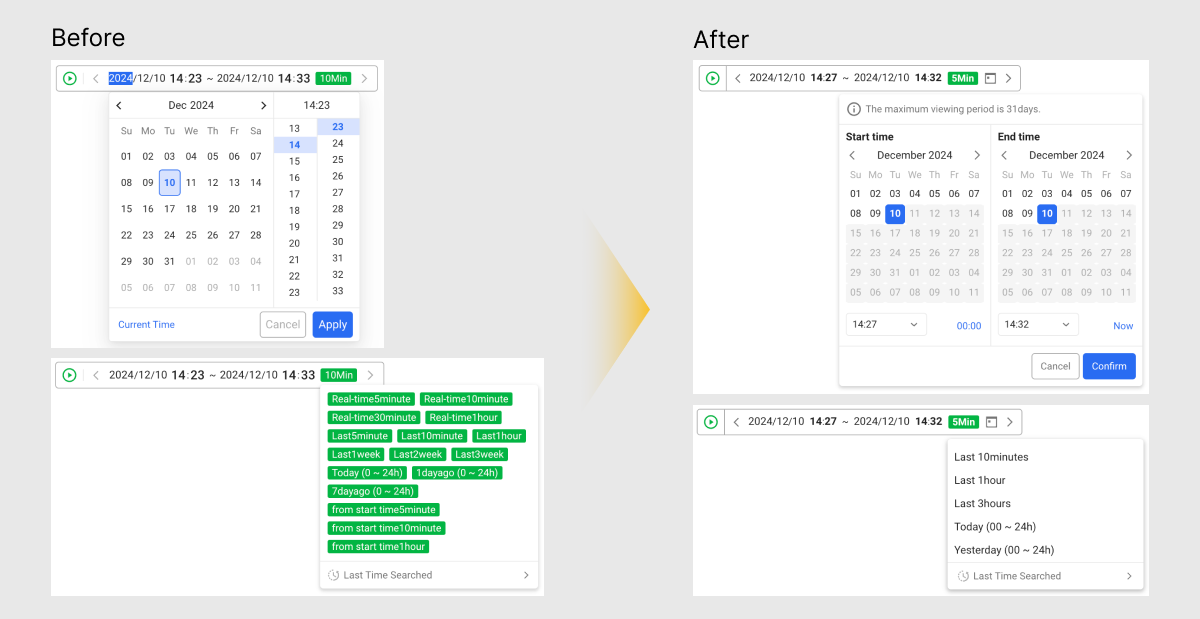 Before
2024/12/10 14:23 ~ 2024/12/10 14:33 10Min
Dec 2024 14:23
Su Mo Tu We Th Fr Sa
01 02 03 04 05 06 07
08 09 10 11 12 13 14
15 16 17 18 19 20 21
22 23 24 25 26 27 28
29 30 31 01 02 03 04
05 06 07 08 09 10 11
13 23
14 24
15 25
16 26
17 27
18 28
19 29
20 30
21 31
22 32
23 33
Current Time Cancel Apply
2024/12/10 14:23 ~ 2024/12/10 14:33 10Min
Real-time5minute Real-time10minute
Real-time30minute Real-time1hour
Last5minute Last10minute Last1hour
Last1week Last2week Last3week
Today (0 ~ 24h) 1dayago (0 ~ 24h)
7dayago (0 ~ 24h)
from start time5minute
from start time10minute
from start time1hour
Last Time Searched
After
2024/12/10 14:27 ~ 2024/12/10 14:32 5Min
The maximum viewing period is 31days.
Start time
December 2024
Su Mo Tu We Th Fr Sa
01 02 03 04 05 06 07
08 09 10 11 12 13 14
15 16 17 18 19 20 21
22 23 24 25 26 27 28
29 30 31 01 02 03 04
05 06 07 08 09 10 11
14:27 00:00
End time
December 2024
Su Mo Tu We Th Fr Sa
01 02 03 04 05 06 07
08 09 10 11 12 13 14
15 16 17 18 19 20 21
22 23 24 25 26 27 28
29 30 31 01 02 03 04
05 06 07 08 09 10 11
14:32 Now
Cancel Confirm
2024/12/10 14:27 ~ 2024/12/10 14:32 5Min
Last 10minutes
Last 1hour
Last 3hours
Today (00 ~ 24h)
Yesterday (00 ~ 24h)
Last Time Searched